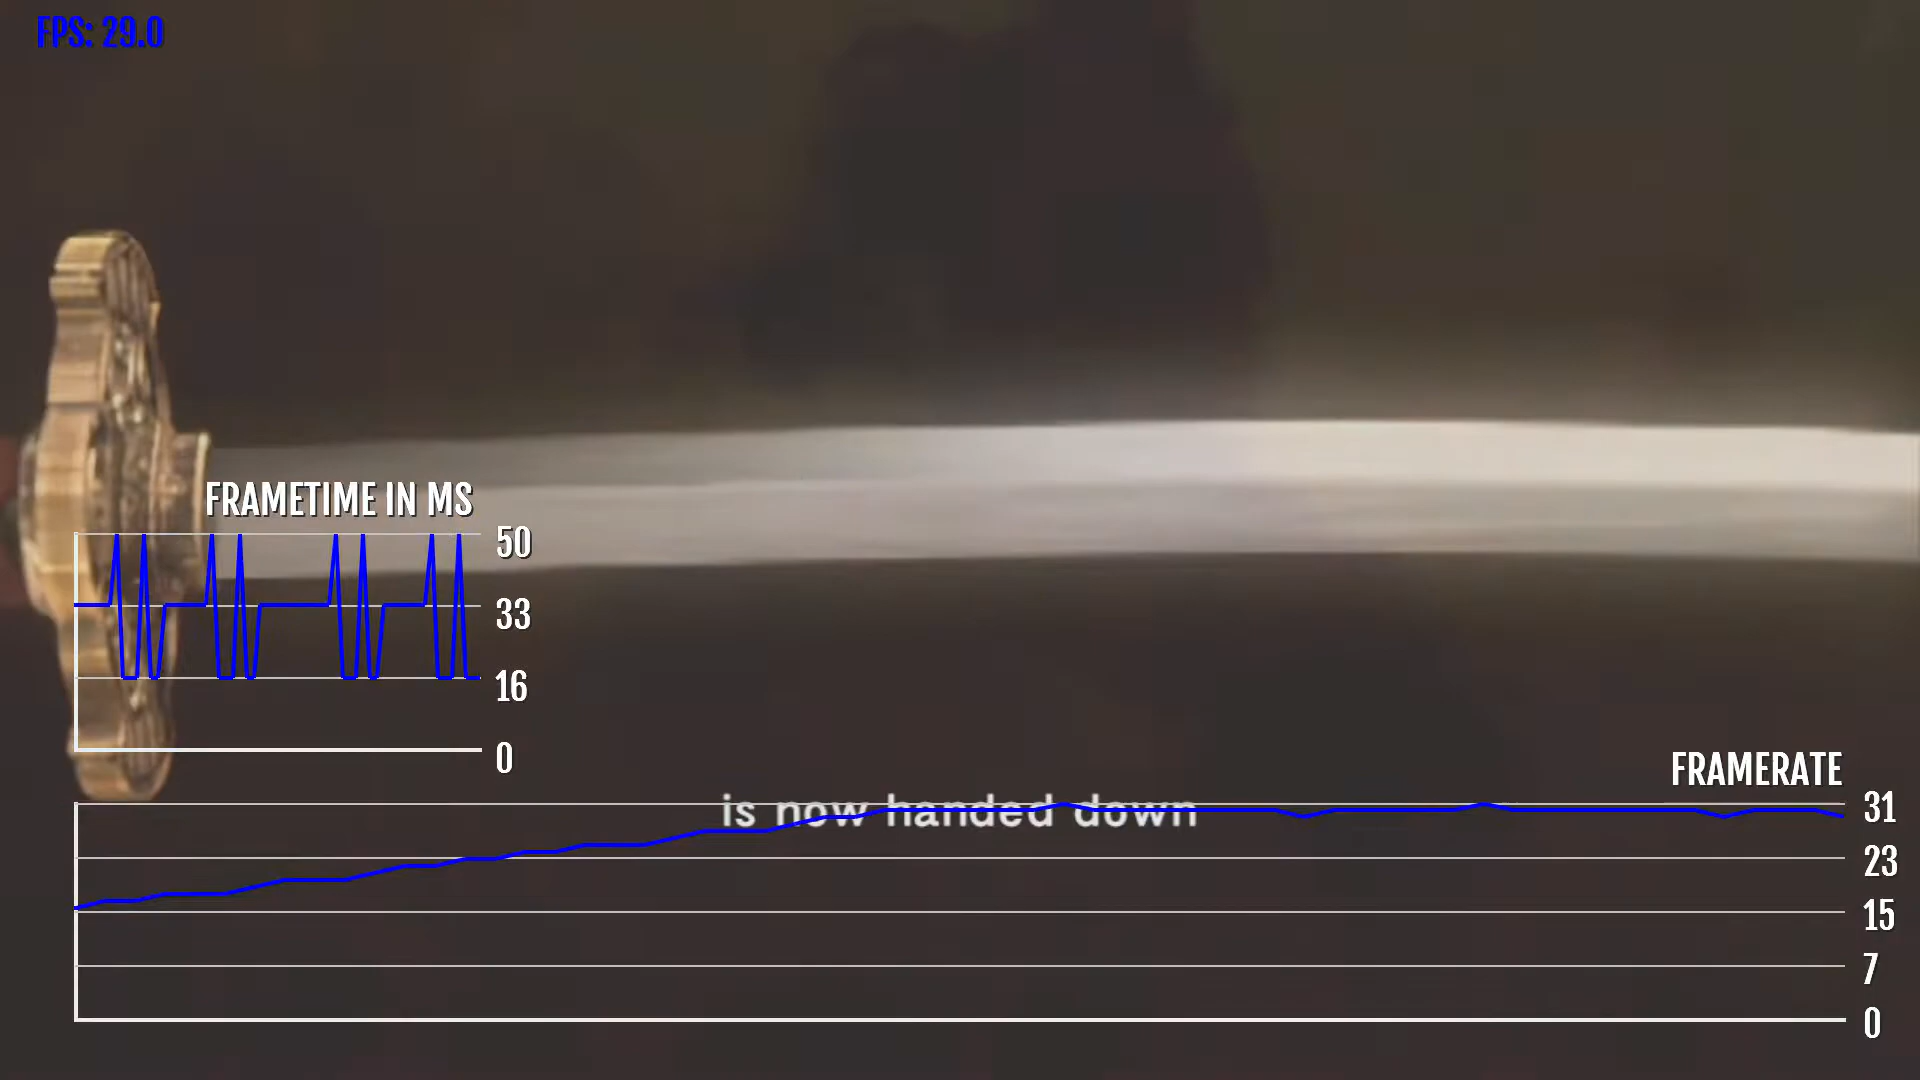 FPS: 29.0
FRAMETIME IN MS
50
33
16
0
FRAMERATE
is now handed down
31
23
15
7
0